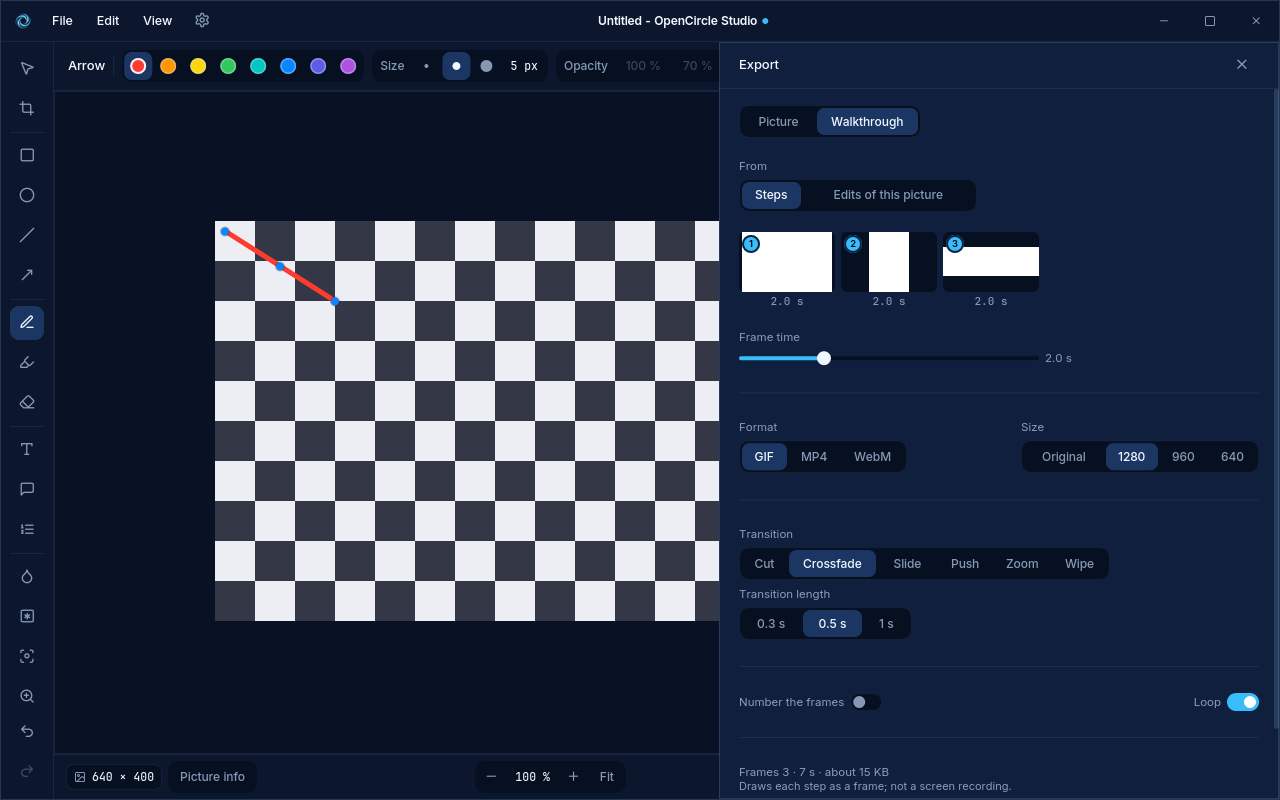 File Edit View
Untitled - OpenCircle Studio
Arrow Size 5 px Opacity 100 % 70 %
Export
Picture Walkthrough
From
Steps Edits of this picture
1 2 3
2.0 s 2.0 s 2.0 s
Frame time
2.0 s
Format Size
GIF MP4 WebM Original 1280 960 640
Transition
Cut Crossfade Slide Push Zoom Wipe
Transition length
0.3 s 0.5 s 1 s
Number the frames Loop
Frames 3 · 7 s · about 15 KB
Draws each step as a frame; not a screen recording.
640 × 400 Picture info 100 % Fit